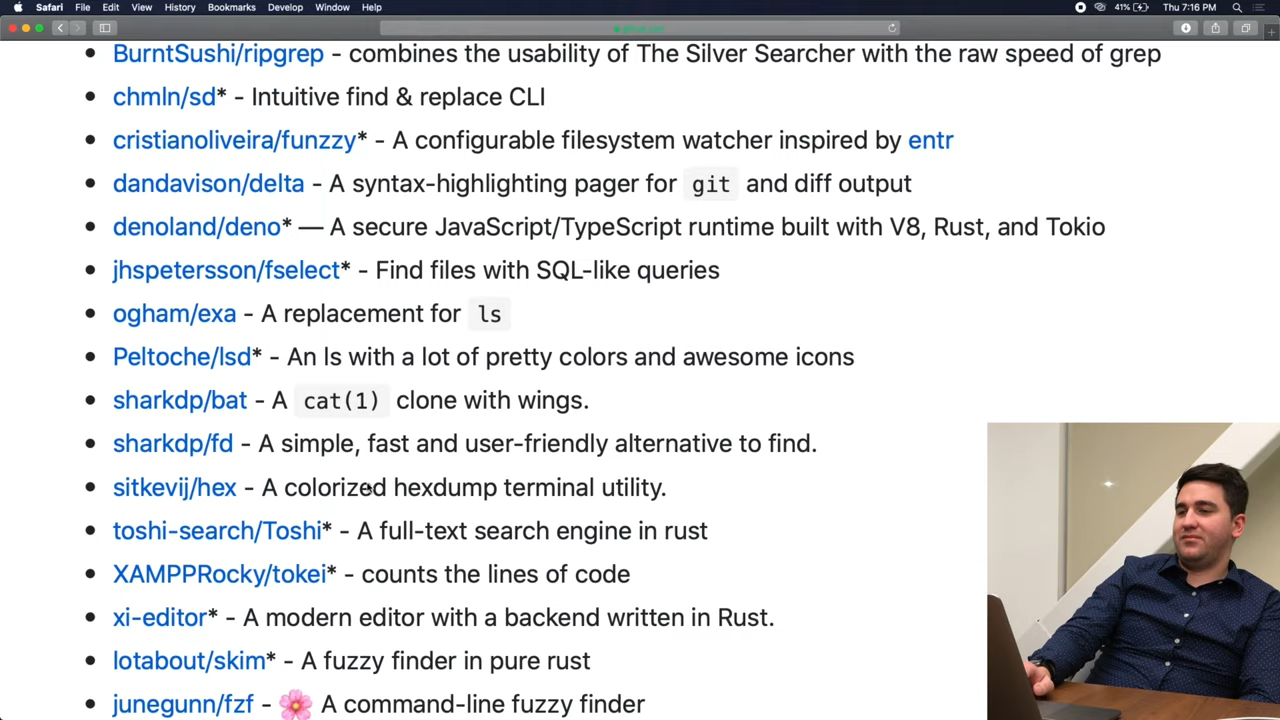 Safari File Edit View History Bookmarks Develop Window Help 41% Thu 7:16 PM
BurntSushi/ripgrep - combines the usability of The Silver Searcher with the raw speed of grep
chmln/sd* - Intuitive find & replace CLI
cristianoliveira/funzzy* - A configurable filesystem watcher inspired by entr
dandavison/delta - A syntax-highlighting pager for git and diff output
denoland/deno* — A secure JavaScript/TypeScript runtime built with V8, Rust, and Tokio
jhspetersson/fselect* - Find files with SQL-like queries
ogham/exa - A replacement for ls
Peltoche/lsd* - An ls with a lot of pretty colors and awesome icons
sharkdp/bat - A cat(1) clone with wings.
sharkdp/fd - A simple, fast and user-friendly alternative to find.
sitkevij/hex - A colorized hexdump terminal utility.
toshi-search/Toshi* - A full-text search engine in rust
XAMPPRocky/tokei* - counts the lines of code
xi-editor* - A modern editor with a backend written in Rust.
lotabout/skim* - A fuzzy finder in pure rust
junegunn/fzf - 🌸 A command-line fuzzy finder